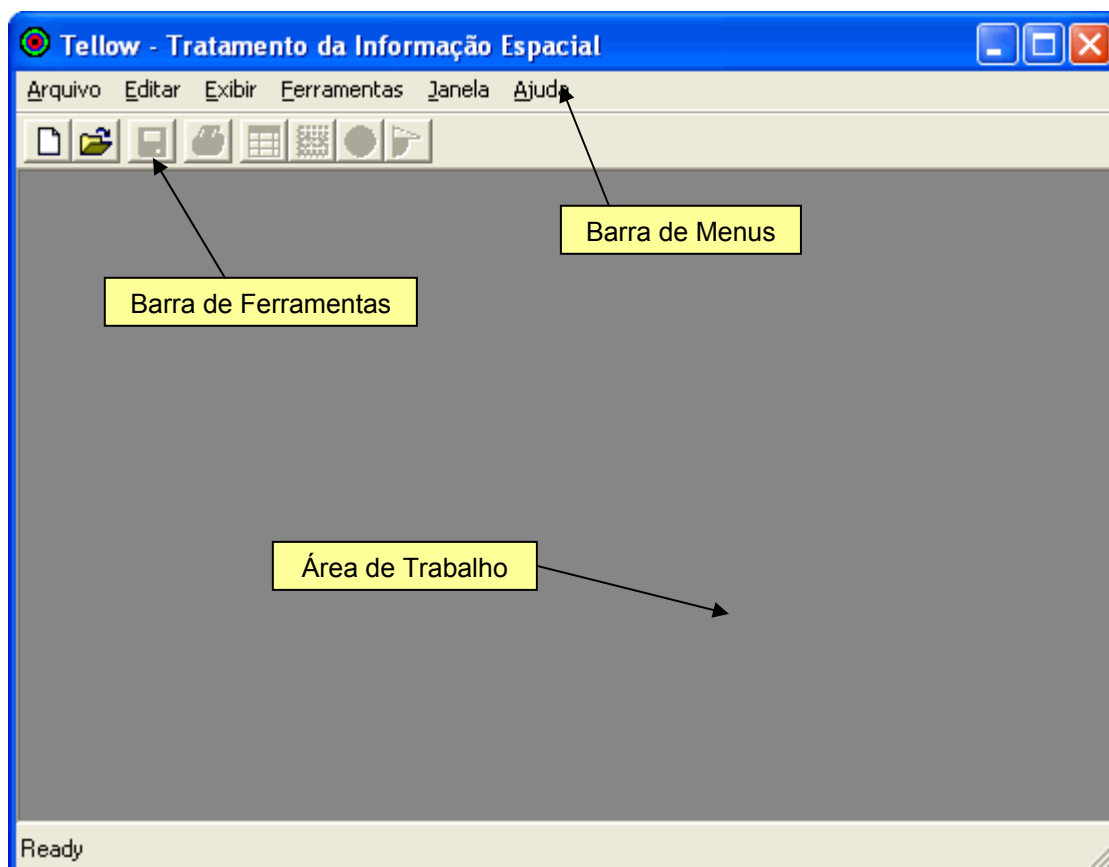 Tellow - Tratamento da Informação Espacial
Arquivo Editar Exibir Ferramentas Janela Ajuda
Barra de Menus
Barra de Ferramentas
Área de Trabalho
Ready